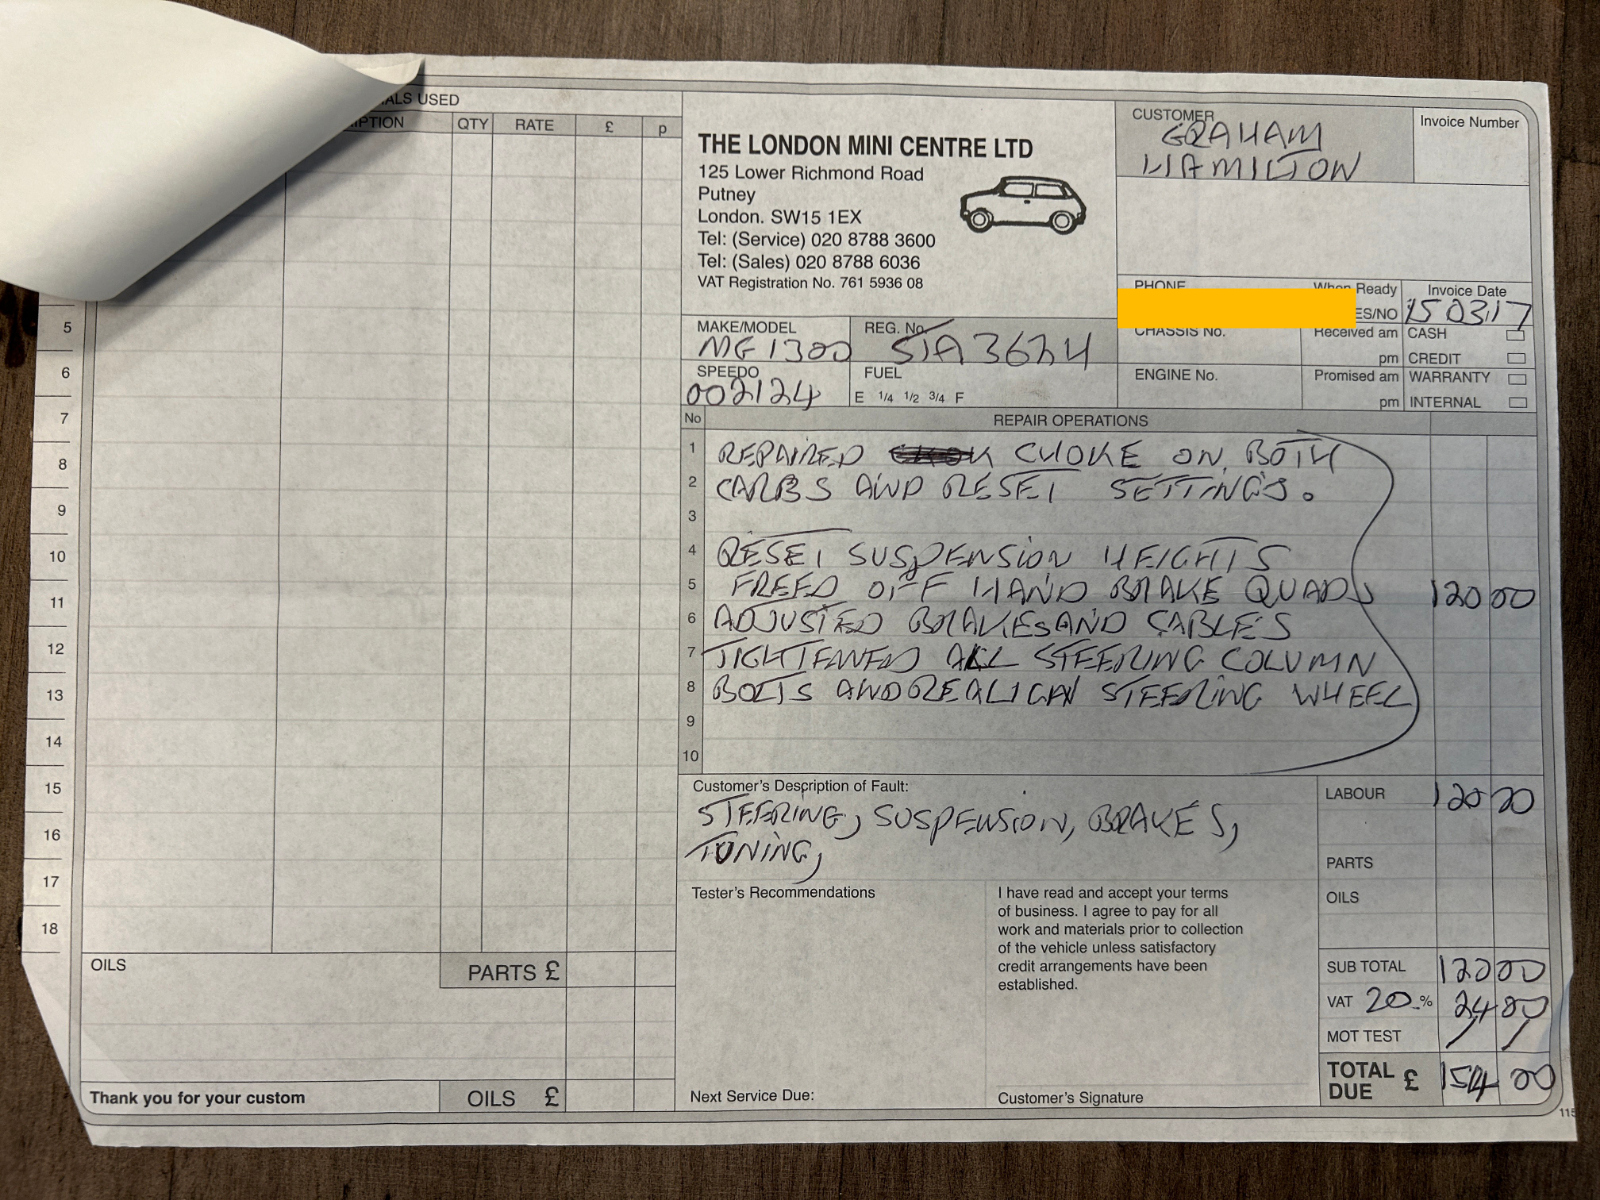 ALS USED
IPTION QTY RATE £ p
5
6
7
8
9
10
11
12
13
14
15
16
17
18
OILS
PARTS £
Thank you for your custom
OILS £
THE LONDON MINI CENTRE LTD
125 Lower Richmond Road
Putney
London. SW15 1EX
Tel: (Service) 020 8788 3600
Tel: (Sales) 020 8788 6036
VAT Registration No. 761 5936 08
CUSTOMER
GRAHAM
HAMILTON
Invoice Number
PHONE
When Ready
ES/NO
Invoice Date
150317
MAKE/MODEL
MG 1300
REG. No.
STA 3624
CHASSIS No.
Received am
pm
CASH
CREDIT
SPEEDO
002124
FUEL
E 1/4 1/2 3/4 F
ENGINE No.
Promised am
pm
WARRANTY
INTERNAL
No REPAIR OPERATIONS
1 REPAIRED CHOKE ON BOTH
2 CARBS AND RESET SETTINGS.
3
4 RESET SUSPENSION HEIGHTS
5 FREED OFF HAND BRAKE QUADS 120 00
6 ADJUSTED BRAKES AND CABLES
7 TIGHTENED ALL STEERING COLUMN
8 BOLTS AND REALIGN STEERING WHEEL
9
10
Customer's Description of Fault:
STEERING, SUSPENSION, BRAKES,
TUNING,
Tester's Recommendations
Next Service Due:
I have read and accept your terms
of business. I agree to pay for all
work and materials prior to collection
of the vehicle unless satisfactory
credit arrangements have been
established.
Customer's Signature
LABOUR 120 00
PARTS
OILS
SUB TOTAL 120 00
VAT 20 % 24 00
MOT TEST / /
TOTAL DUE £ 154 00
115